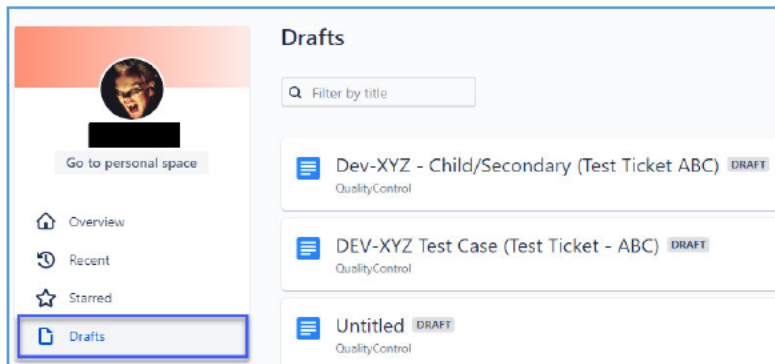 Go to personal space
Overview
Recent
Starred
Drafts
Drafts
Filter by title
Dev-XYZ - Child/Secondary (Test Ticket ABC) DRAFT
QualityControl
DEV-XYZ Test Case (Test Ticket - ABC) DRAFT
QualityControl
Untitled DRAFT
QualityControl